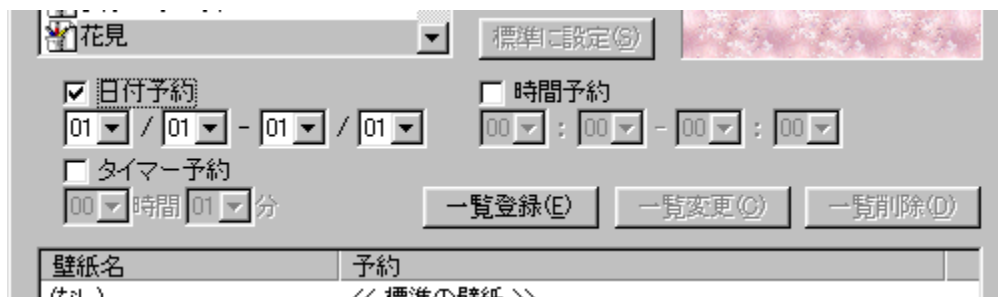 花見
標準に設定(S)
日付予約
時間予約
01 / 01 - 01 / 01
00 : 00 - 00 : 00
タイマー予約
00 時間 01 分
一覧登録(E)
一覧変更(C)
一覧削除(D)
壁紙名
予約
(なし)
<< 標準の壁紙 >>